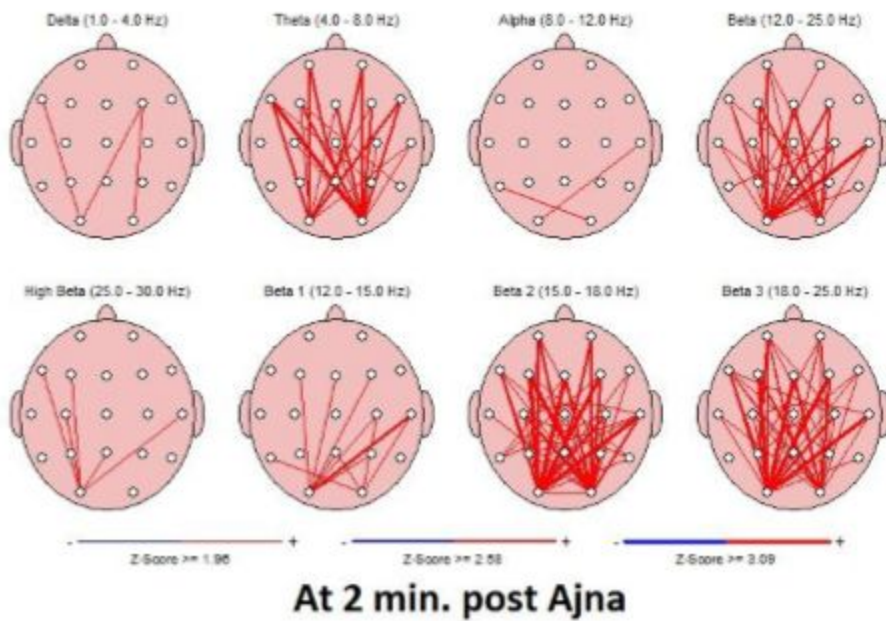 Delta (1.0 - 4.0 Hz) Theta (4.0 - 8.0 Hz) Alpha (8.0 - 12.0 Hz) Beta (12.0 - 25.0 Hz)
High Beta (25.0 - 30.0 Hz) Beta 1 (12.0 - 15.0 Hz) Beta 2 (15.0 - 18.0 Hz) Beta 3 (18.0 - 25.0 Hz)
- + - + - +
Z-Score >= 1.96 Z-Score >= 2.58 Z-Score >= 3.09
At 2 min. post Ajna